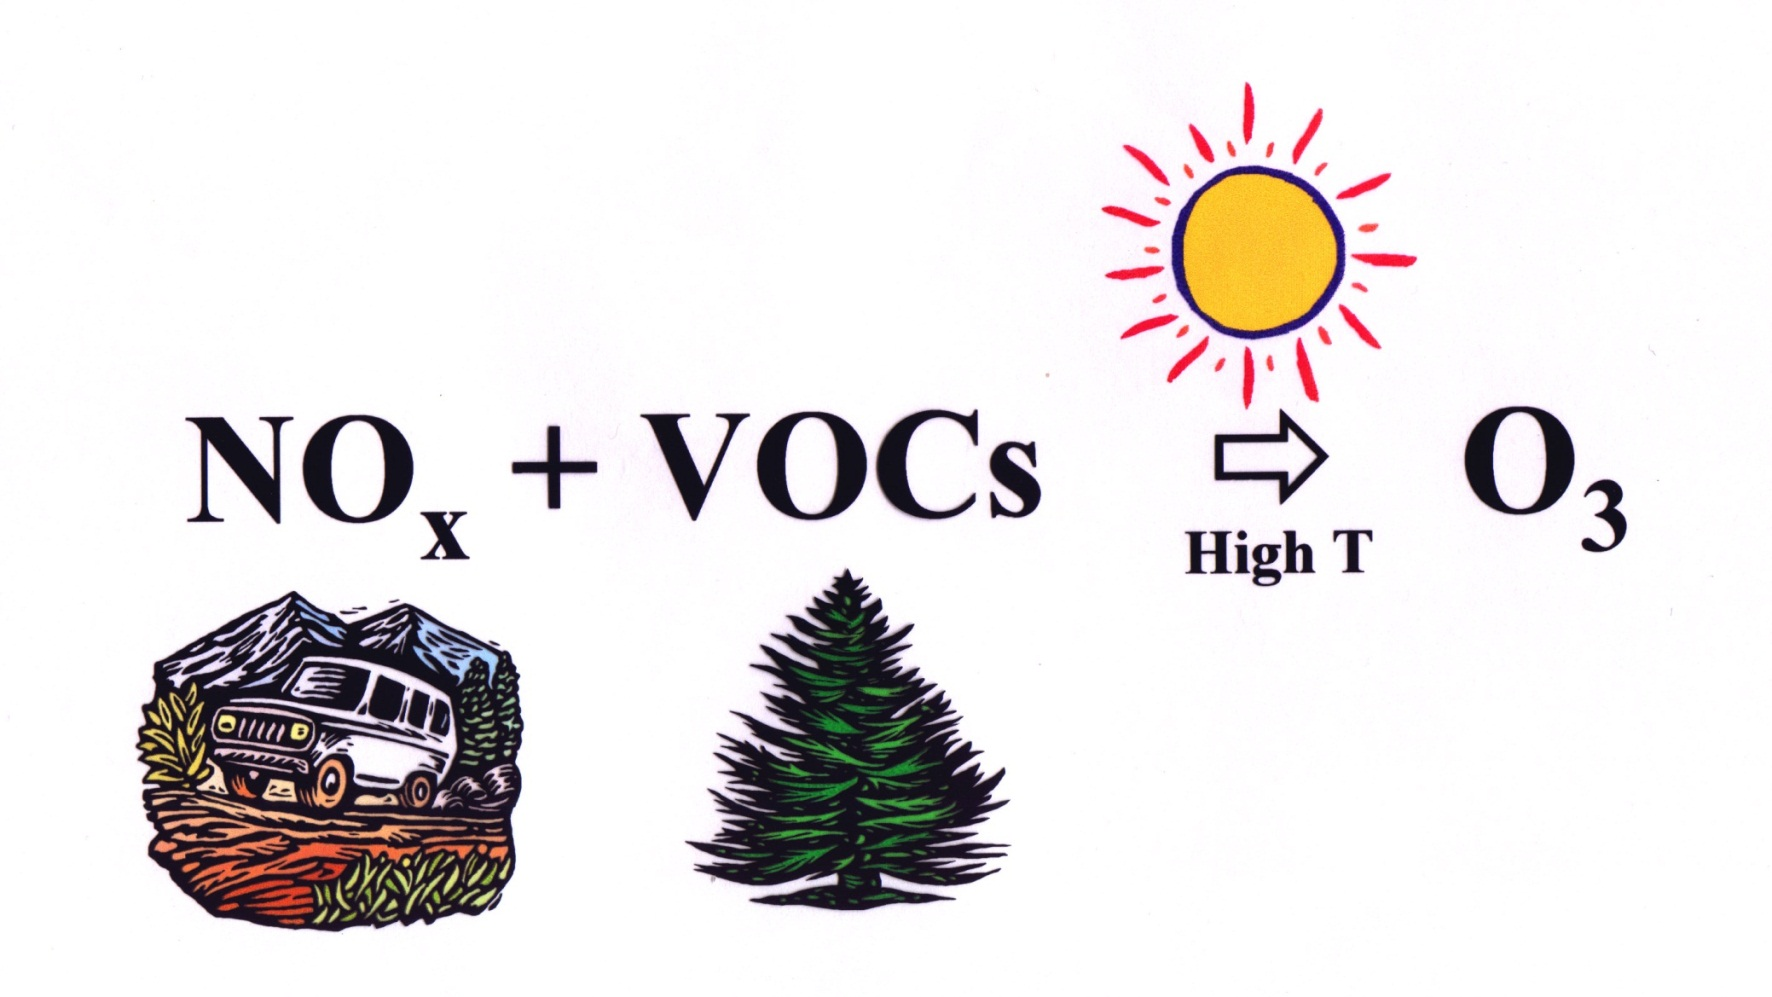 NOx + VOCs ⇨ O3
High T